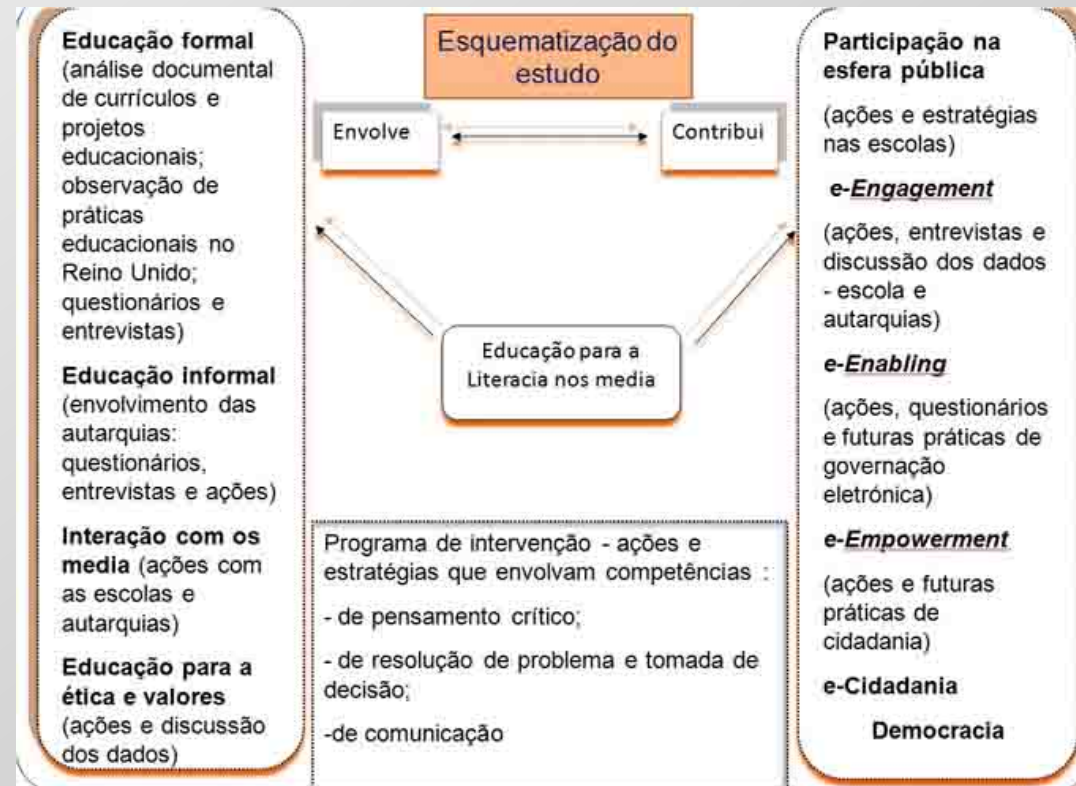 Educação formal
(análise documental
de currículos e
projetos
educacionais;
observação de
práticas
educacionais no
Reino Unido;
questionários e
entrevistas)
Educação informal
(envolvimento das
autarquias:
questionários,
entrevistas e ações)
Interação com os
media (ações com
as escolas e
autarquias)
Educação para a
ética e valores
(ações e discussão
dos dados)
Esquematização do
estudo
Envolve
Contribui
Educação para a
Literacia nos media
Programa de intervenção - ações e
estratégias que envolvam competências :
- de pensamento crítico;
- de resolução de problema e tomada de
decisão;
-de comunicação
Participação na
esfera pública
(ações e estratégias
nas escolas)
e-Engagement
(ações, entrevistas e
discussão dos dados
- escola e
autarquias)
e-Enabling
(ações, questionários
e futuras práticas de
governação
eletrónica)
e-Empowerment
(ações e futuras
práticas de
cidadania)
e-Cidadania
Democracia